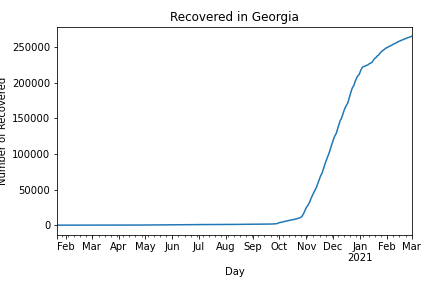 Recovered in Georgia
Number of Recovered
250000
200000
150000
100000
50000
0
Feb Mar Apr May Jun Jul Aug Sep Oct Nov Dec Jan Feb Mar
2021
Day